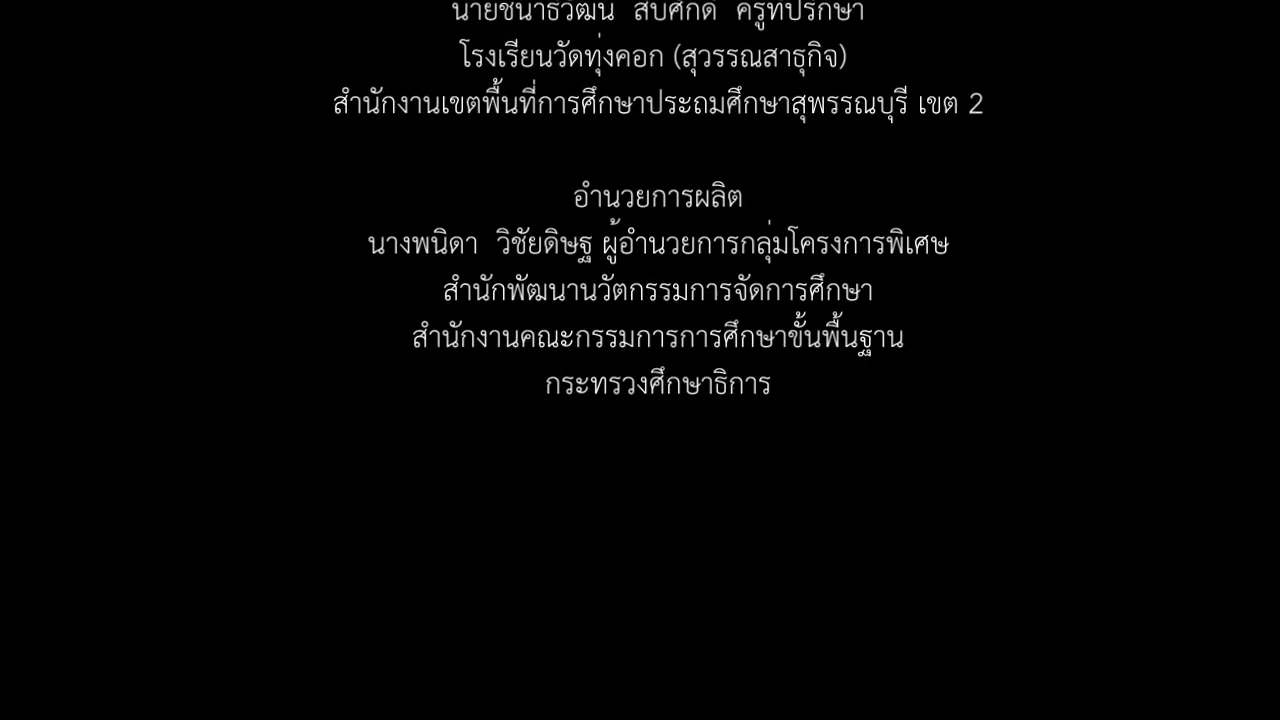 ครูที่ปรึกษา
โรงเรียนวัดทุ่งคอก (สุวรรณสาธุกิจ)
สำนักงานเขตพื้นที่การศึกษาประถมศึกษาสุพรรณบุรี เขต 2
อำนวยการผลิต
นางพนิดา วิชัยดิษฐ ผู้อำนวยการกลุ่มโครงการพิเศษ
สำนักพัฒนานวัตกรรมการจัดการศึกษา
สำนักงานคณะกรรมการการศึกษาขั้นพื้นฐาน
กระทรวงศึกษาธิการ